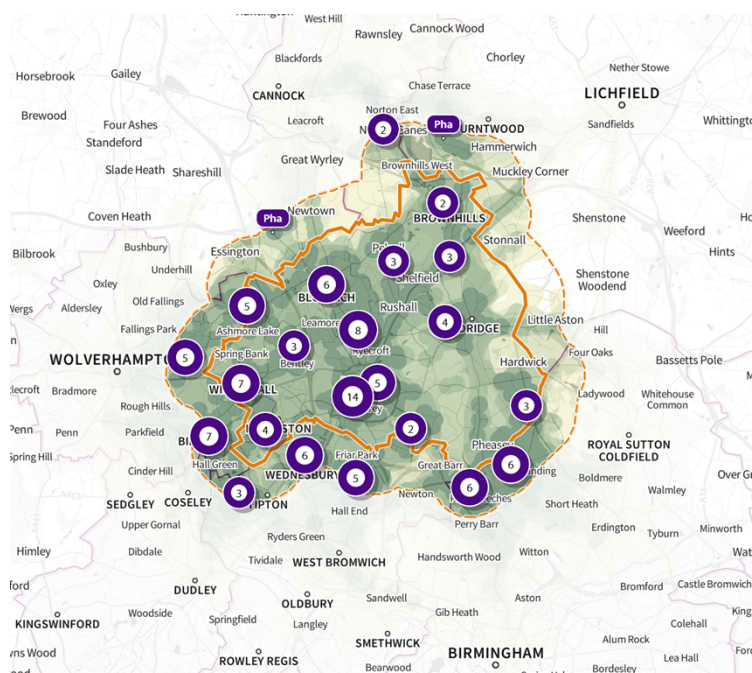 West Hill
Rawnsley
Cannock Wood
Blackfords
Chorley
Horsebrook
Gailey
Nether Stowe
Chase Terrace
CANNOCK
LICHFIELD
Brewood
Norton East
Four Ashes
Leacroft
2
Pha
Sandfields
Whitting
Standeford
Hammerwich
Slade Heath
Shareshill
Great Wyrley
Brownhills West
Muckley Corner
Coven Heath
Pha
Newtown
2
BROWNHILLS
Shenstone
Weeford
Bilbrook
Bushbury
Essington
Stonnall
Hints
Underhill
3
3
Shelfield
Shenstone
Woodend
Oxley
6
Wergs
Aldersley
Old Fallings
5
Rushall
4
Little Aston
Fallings Park
Ashmore Lake
8
Hill
3
Ryecroft
Four Oaks
Spring Bank
5
Bentley
Hardwick
Bassetts Pole
Bradmore
7
5
Ladywood
Whitehouse
Common
Rough Hills
14
3
Penn
Penn
Parkfield
7
4
2
Pheasey
ROYAL SUTTON
COLDFIELD
Spring Hill
Hall Green
Friar Park
6
Great Barr
6
Cinder Hill
WEDNESBURY
5
Boldmere
SEDGLEY
COSELEY
3
TIPTON
Newton
6
Walmley
Short Heath
Upper Gornal
Hall End
Perry Barr
Erdington
Tyburn
Minworth
Himley
Dibdale
Ryders Green
Tividale
WEST BROMWICH
Handsworth Wood
Witton
DUDLEY
Bromford
Castle Bromwich
OLDBURY
Sandwell
Aston
KINGSWINFORD
Woodside
Springfield
Langley
Gib Heath
Colehall
SMETHWICK
Alum Rock
Lea Hall
ROWLEY REGIS
Bearwood
BIRMINGHAM
Bordesley